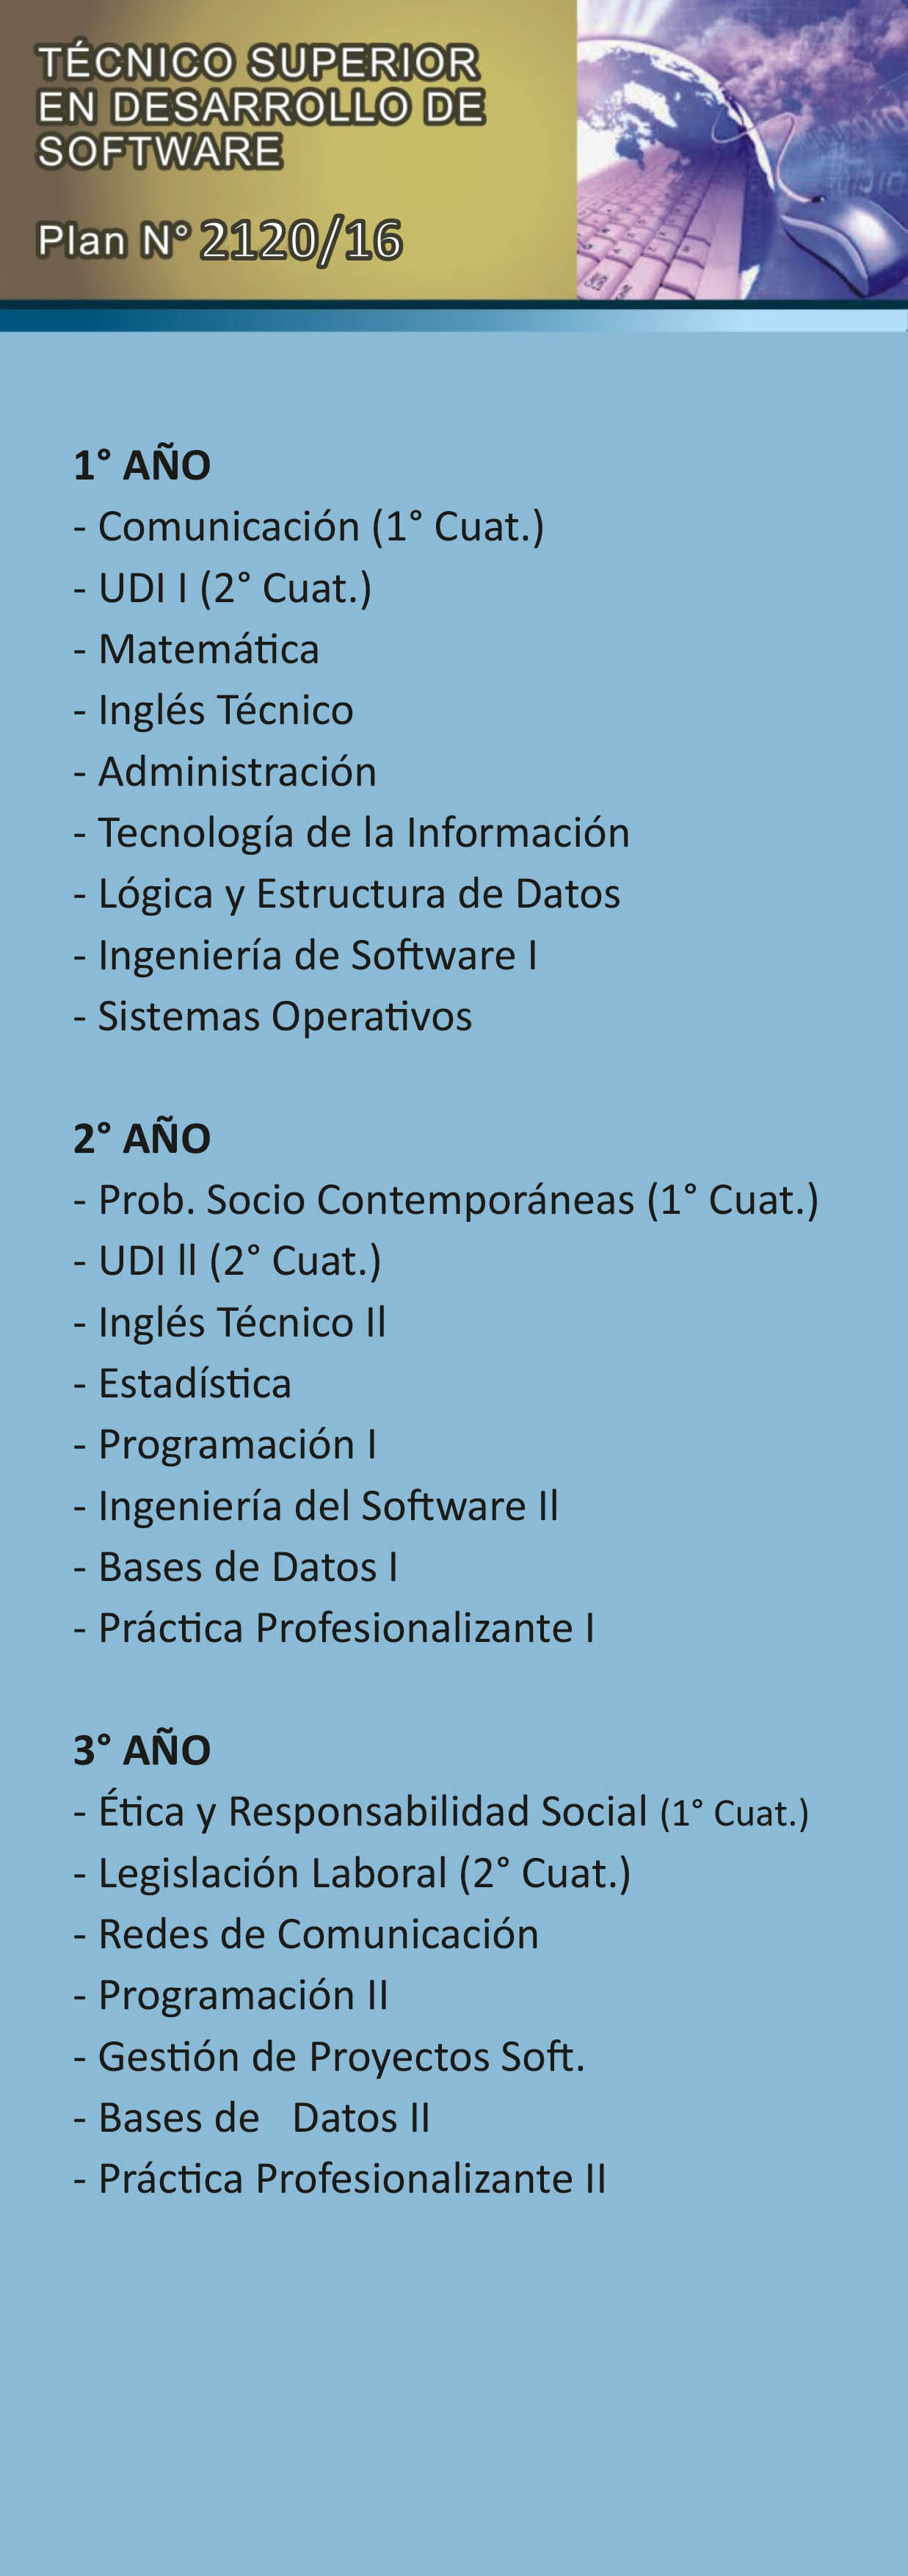 TÉCNICO SUPERIOR
EN DESARROLLO DE
SOFTWARE
Plan N° 2120/16
1° AÑO
- Comunicación (1° Cuat.)
- UDI I (2° Cuat.)
- Matemática
- Inglés Técnico
- Administración
- Tecnología de la Información
- Lógica y Estructura de Datos
- Ingeniería de Software I
- Sistemas Operativos
2° AÑO
- Prob. Socio Contemporáneas (1° Cuat.)
- UDI ll (2° Cuat.)
- Inglés Técnico Il
- Estadística
- Programación I
- Ingeniería del Software Il
- Bases de Datos I
- Práctica Profesionalizante I
3° AÑO
- Ética y Responsabilidad Social (1° Cuat.)
- Legislación Laboral (2° Cuat.)
- Redes de Comunicación
- Programación II
- Gestión de Proyectos Soft.
- Bases de   Datos II
- Práctica Profesionalizante II